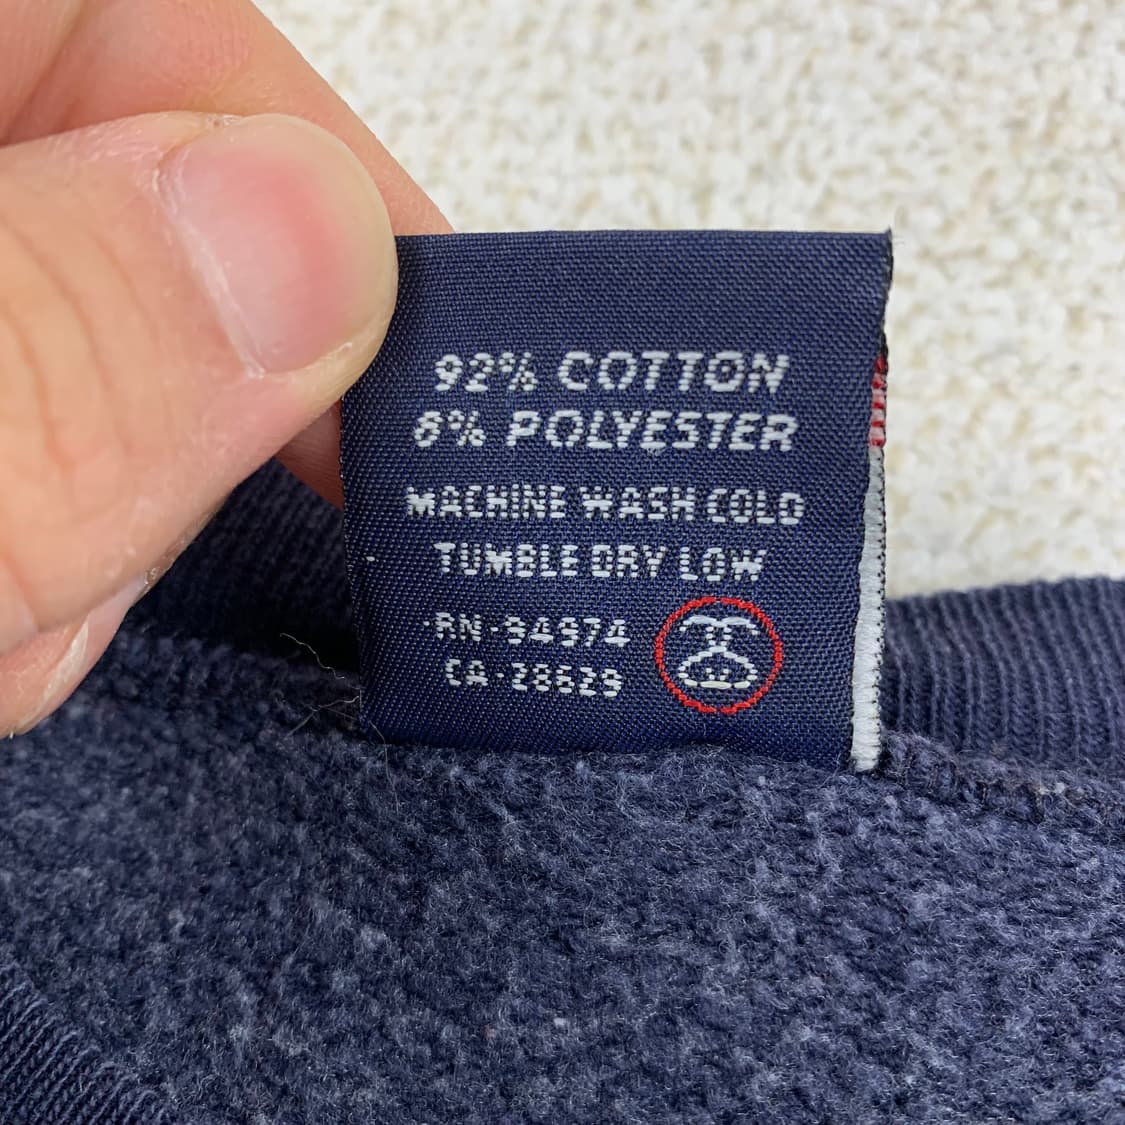 92% COTTON
8% POLYESTER
MACHINE WASH COLD
TUMBLE DRY LOW
RN-94974
CA-28629